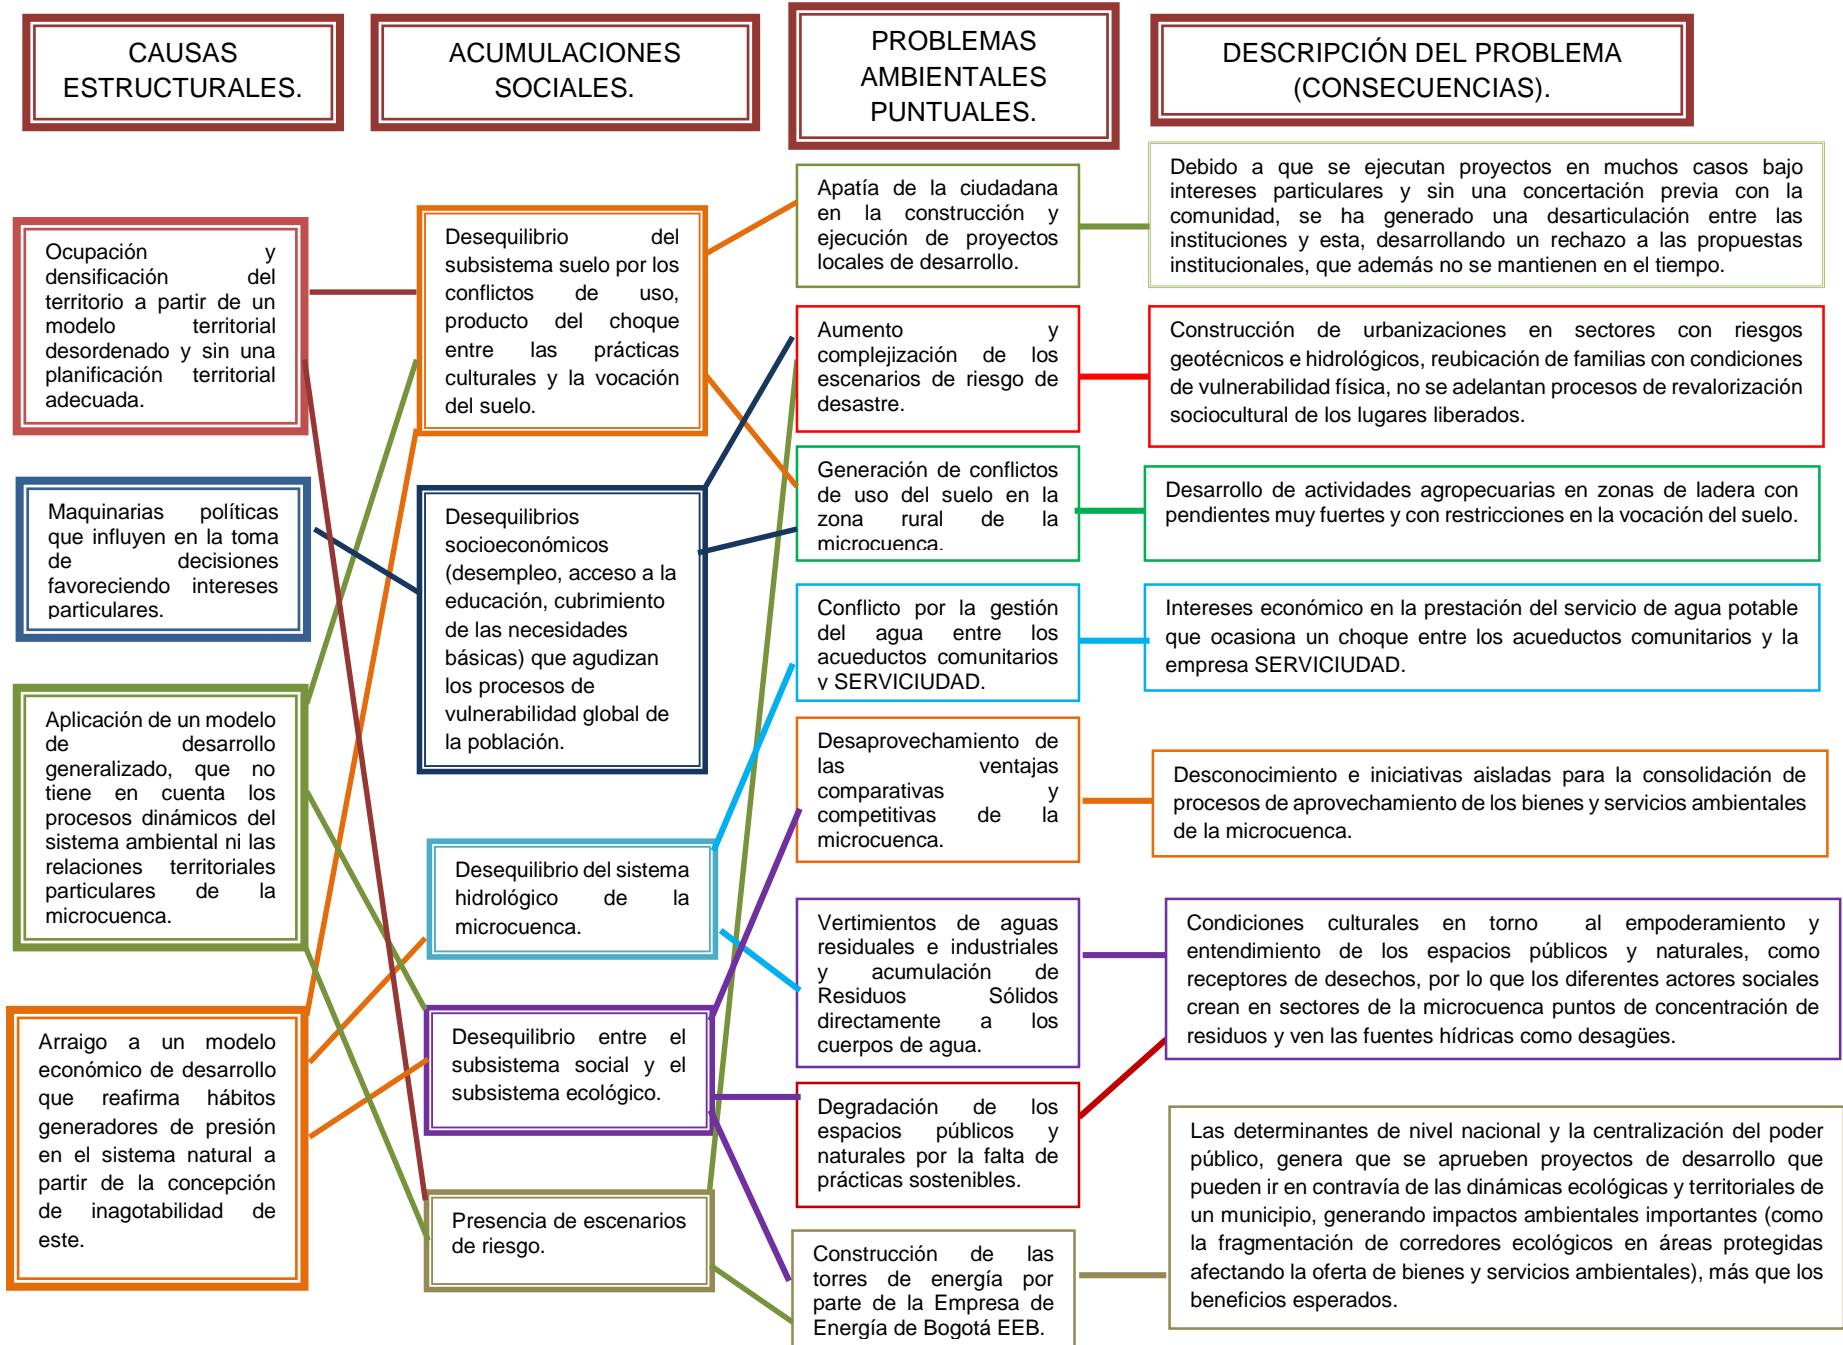 CAUSAS
ESTRUCTURALES.
ACUMULACIONES
SOCIALES.
PROBLEMAS
AMBIENTALES
PUNTUALES.
DESCRIPCIÓN DEL PROBLEMA
(CONSECUENCIAS).
Ocupación y
densificación del
territorio a partir de un
modelo territorial
desordenado y sin una
planificación territorial
adecuada.
Maquinarias políticas
que influyen en la toma
de decisiones
favoreciendo intereses
particulares.
Aplicación de un modelo
de desarrollo
generalizado, que no
tiene en cuenta los
procesos dinámicos del
sistema ambiental ni las
relaciones territoriales
particulares de la
microcuenca.
Arraigo a un modelo
económico de desarrollo
que reafirma hábitos
generadores de presión
en el sistema natural a
partir de la concepción
de inagotabilidad de
este.
Desequilibrio del
subsistema suelo por los
conflictos de uso,
producto del choque
entre las prácticas
culturales y la vocación
del suelo.
Desequilibrios
socioeconómicos
(desempleo, acceso a la
educación, cubrimiento
de las necesidades
básicas) que agudizan
los procesos de
vulnerabilidad global de
la población.
Desequilibrio del sistema
hidrológico de la
microcuenca.
Desequilibrio entre el
subsistema social y el
subsistema ecológico.
Presencia de escenarios
de riesgo.
Apatía de la ciudadana
en la construcción y
ejecución de proyectos
locales de desarrollo.
Aumento y
complejización de los
escenarios de riesgo de
desastre.
Generación de conflictos
de uso del suelo en la
zona rural de la
microcuenca.
Conflicto por la gestión
del agua entre los
acueductos comunitarios
y SERVICIUDAD.
Desaprovechamiento de
las ventajas
comparativas y
competitivas de la
microcuenca.
Vertimientos de aguas
residuales e industriales
y acumulación de
Residuos Sólidos
directamente a los
cuerpos de agua.
Degradación de los
espacios públicos y
naturales por la falta de
prácticas sostenibles.
Construcción de las
torres de energía por
parte de la Empresa de
Energía de Bogotá EEB.
Debido a que se ejecutan proyectos en muchos casos bajo
intereses particulares y sin una concertación previa con la
comunidad, se ha generado una desarticulación entre las
instituciones y esta, desarrollando un rechazo a las propuestas
institucionales, que además no se mantienen en el tiempo.
Construcción de urbanizaciones en sectores con riesgos
geotécnicos e hidrológicos, reubicación de familias con condiciones
de vulnerabilidad física, no se adelantan procesos de revalorización
sociocultural de los lugares liberados.
Desarrollo de actividades agropecuarias en zonas de ladera con
pendientes muy fuertes y con restricciones en la vocación del suelo.
Intereses económico en la prestación del servicio de agua potable
que ocasiona un choque entre los acueductos comunitarios y la
empresa SERVICIUDAD.
Desconocimiento e iniciativas aisladas para la consolidación de
procesos de aprovechamiento de los bienes y servicios ambientales
de la microcuenca.
Condiciones culturales en torno al empoderamiento y
entendimiento de los espacios públicos y naturales, como
receptores de desechos, por lo que los diferentes actores sociales
crean en sectores de la microcuenca puntos de concentración de
residuos y ven las fuentes hídricas como desagües.
Las determinantes de nivel nacional y la centralización del poder
público, genera que se aprueben proyectos de desarrollo que
pueden ir en contravía de las dinámicas ecológicas y territoriales de
un municipio, generando impactos ambientales importantes (como
la fragmentación de corredores ecológicos en áreas protegidas
afectando la oferta de bienes y servicios ambientales), más que los
beneficios esperados.